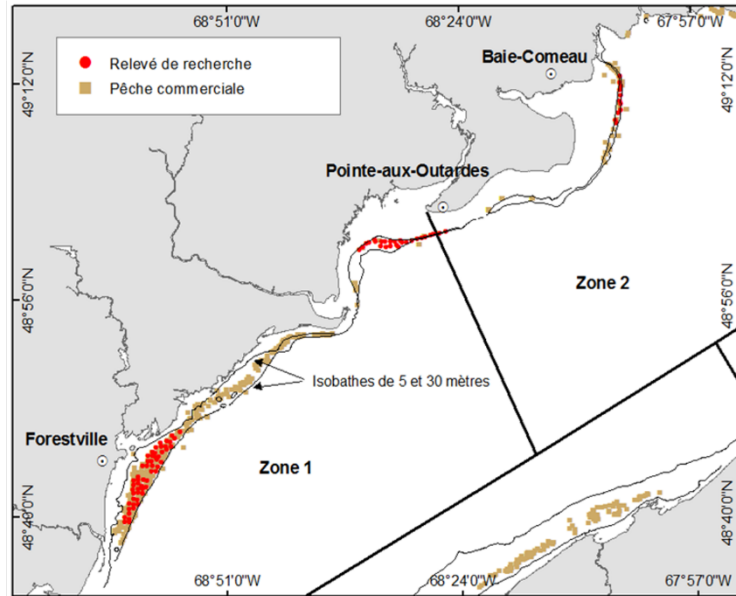 68°51'0"W
68°24'0"W
67°57'0"W
Relevé de recherche
Pêche commerciale
Baie-Comeau
49°12'0"N
49°12'0"N
Pointe-aux-Outardes
Zone 2
48°56'0"N
48°56'0"N
Isobathes de 5 et 30 mètres
Forestville
Zone 1
48°40'0"N
48°40'0"N
68°51'0"W
68°24'0"W
67°57'0"W